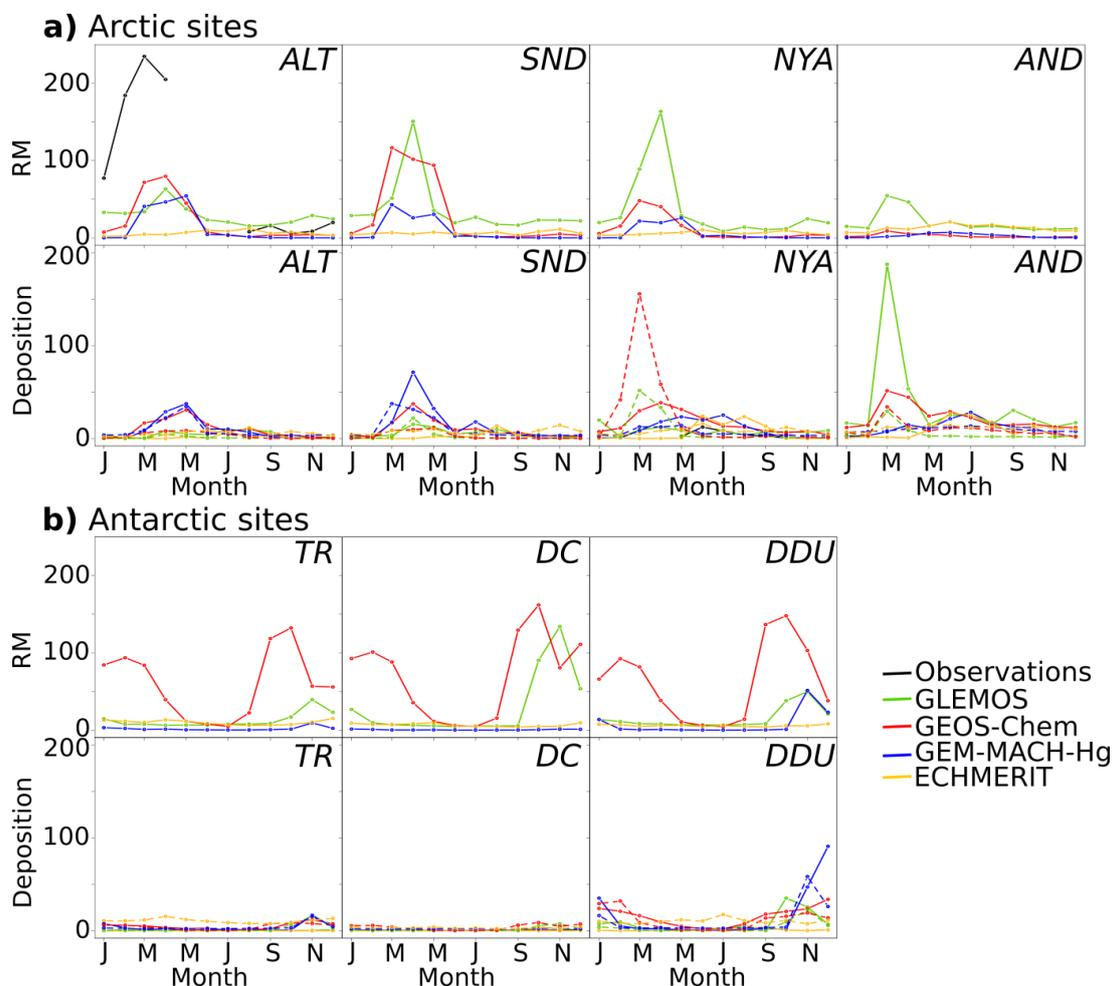 a) Arctic sites
ALT SND NYA AND
RM
200
100
0
ALT SND NYA AND
Deposition
200
100
0
J M M J S N J M M J S N J M M J S N J M M J S N
Month Month Month Month
b) Antarctic sites
TR DC DDU
RM
200
100
0
TR DC DDU
Deposition
200
100
0
J M M J S N J M M J S N J M M J S N
Month Month Month
Observations
GLEMOS
GEOS-Chem
GEM-MACH-Hg
ECHMERIT